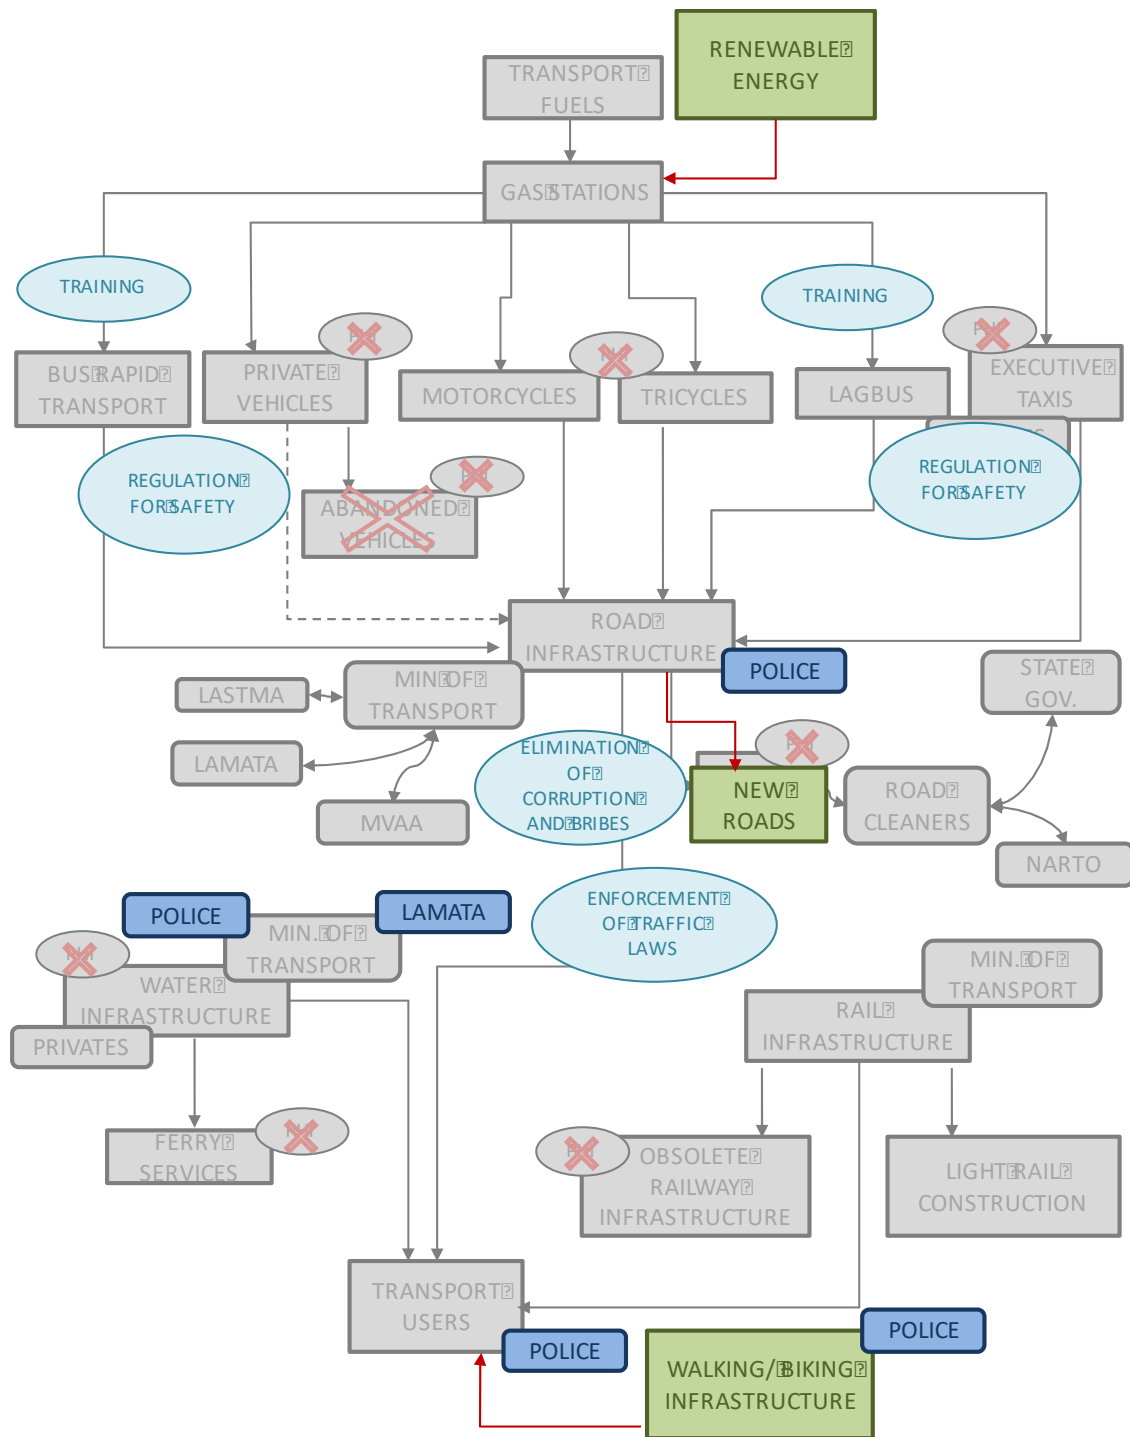 RENEWABLE
ENERGY
TRANSPORT
FUELS
GAS STATIONS
TRAINING
TRAINING
BUS RAPID
TRANSPORT
PRIVATE
VEHICLES
MOTORCYCLES
TRICYCLES
LAGBUS
EXECUTIVE
TAXIS
REGULATION
FOR SAFETY
ABANDONED
VEHICLES
REGULATION
FOR SAFETY
ROAD
INFRASTRUCTURE
POLICE
LASTMA
MIN OF
TRANSPORT
STATE
GOV.
LAMATA
MVAA
ELIMINATION
OF
CORRUPTION
AND BRIBES
NEW
ROADS
ROAD
CLEANERS
NARTO
POLICE
LAMATA
MIN. OF
TRANSPORT
ENFORCEMENT
OF TRAFFIC
LAWS
WATER
INFRASTRUCTURE
PRIVATES
MIN. OF
TRANSPORT
RAIL
INFRASTRUCTURE
FERRY
SERVICES
OBSOLETE
RAILWAY
INFRASTRUCTURE
LIGHT RAIL
CONSTRUCTION
TRANSPORT
USERS
POLICE
POLICE
WALKING/ BIKING
INFRASTRUCTURE